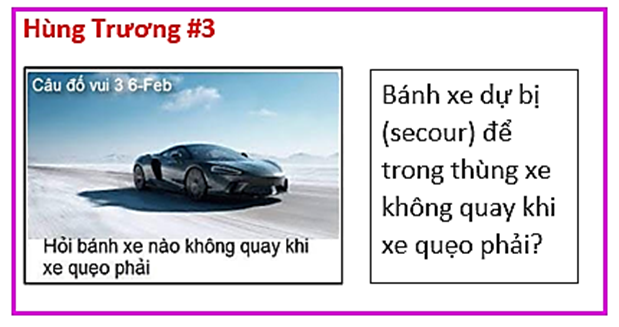 Hùng Trương #3
Câu đố vui 3 6-Feb
Hỏi bánh xe nào không quay khi
xe quẹo phải
Bánh xe dự bị
(secour) để
trong thùng xe
không quay khi
xe quẹo phải?